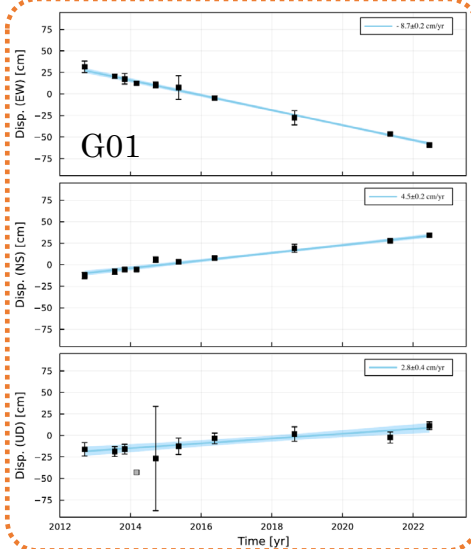 Disp. (EW) [cm]
75
50
25
0
−25
−50
−75
- 8.7±0.2 cm/yr
G01
Disp. (NS) [cm]
75
50
25
0
−25
−50
−75
4.5±0.2 cm/yr
Disp. (UD) [cm]
75
50
25
0
−25
−50
−75
2.8±0.4 cm/yr
2012 2014 2016 2018 2020 2022
Time [yr]